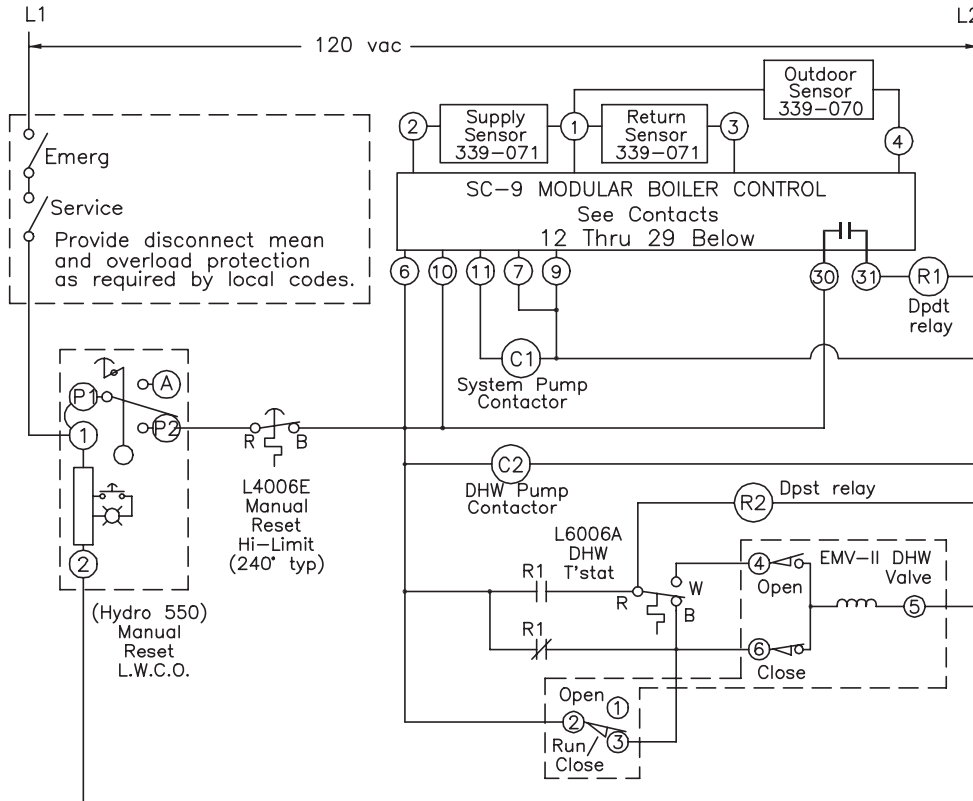 L1
L2
120 vac
Outdoor
Sensor
339-070
2
Supply
Sensor
339-071
1
Return
Sensor
339-071
3
4
Emerg
Service
Provide disconnect mean
and overload protection
as required by local codes.
SC-9 MODULAR BOILER CONTROL
See Contacts
12 Thru 29 Below
6
10
11
7
9
30
31
R1
Dpdt
relay
C1
System Pump
Contactor
P1
A
P2
1
2
R
B
L4006E
Manual
Reset
Hi-Limit
(240° typ)
(Hydro 550)
Manual
Reset
L.W.C.O.
C2
DHW Pump
Contactor
R2
Dpst relay
L6006A
DHW
T'stat
R1
R
W
B
R1
4
Open
EMV-II DHW
Valve
5
6
Close
Open
1
2
Run
Close
3